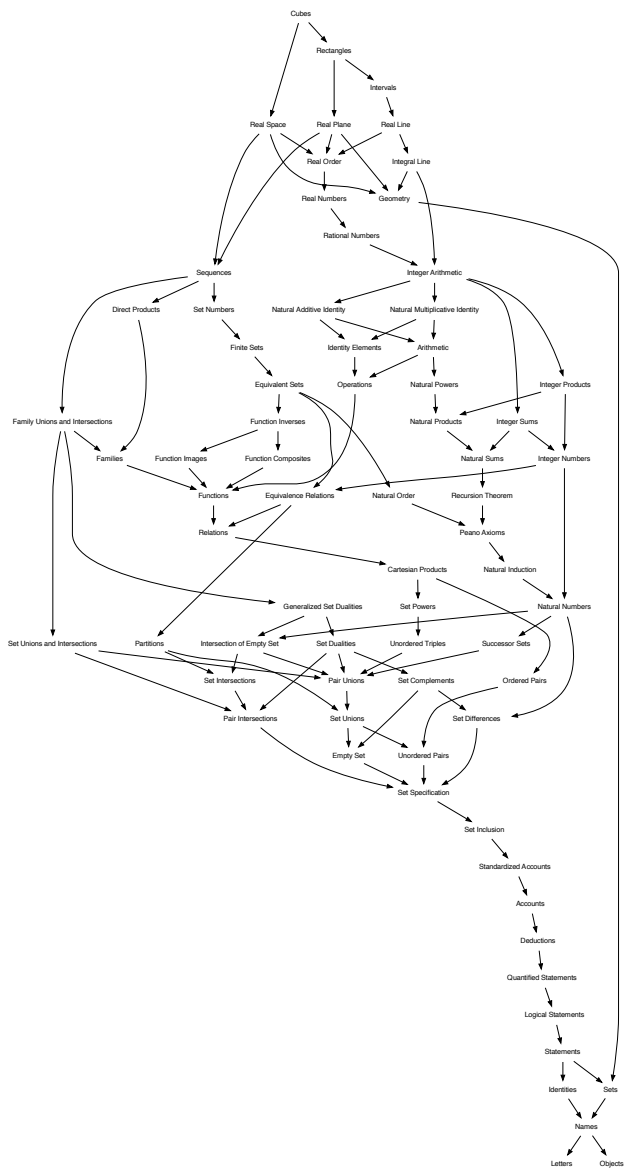 Cubes
Rectangles
Intervals
Real Space
Real Plane
Real Line
Real Order
Integral Line
Real Numbers
Geometry
Rational Numbers
Sequences
Integer Arithmetic
Direct Products
Set Numbers
Natural Additive Identity
Natural Multiplicative Identity
Finite Sets
Identity Elements
Arithmetic
Equivalent Sets
Operations
Natural Powers
Integer Products
Family Unions and Intersections
Function Inverses
Natural Products
Integer Sums
Families
Function Images
Function Composites
Natural Sums
Integer Numbers
Functions
Equivalence Relations
Natural Order
Recursion Theorem
Relations
Peano Axioms
Cartesian Products
Natural Induction
Generalized Set Dualities
Set Powers
Natural Numbers
Set Unions and Intersections
Partitions
Intersection of Empty Set
Set Dualities
Unordered Triples
Successor Sets
Set Intersections
Pair Unions
Set Complements
Ordered Pairs
Pair Intersections
Set Unions
Set Differences
Empty Set
Unordered Pairs
Set Specification
Set Inclusion
Standardized Accounts
Accounts
Deductions
Quantified Statements
Logical Statements
Statements
Identities
Sets
Names
Letters
Objects